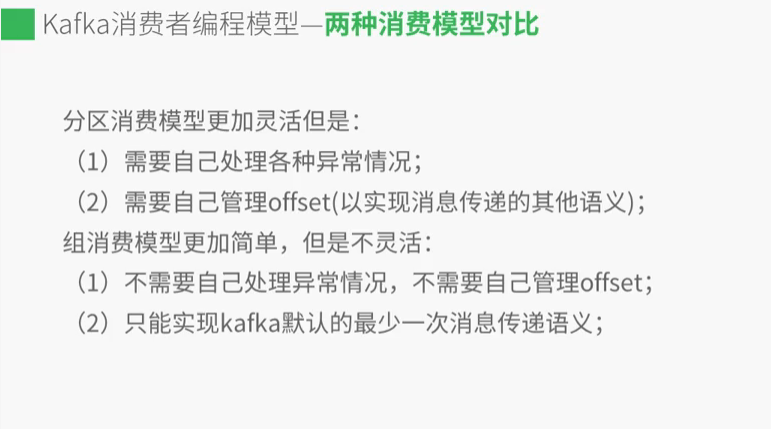 Kafka消费者编程模型—两种消费模型对比
分区消费模型更加灵活但是：
（1）需要自己处理各种异常情况；
（2）需要自己管理offset(以实现消息传递的其他语义)；
组消费模型更加简单，但是不灵活：
（1）不需要自己处理异常情况，不需要自己管理offset；
（2）只能实现kafka默认的最少一次消息传递语义；